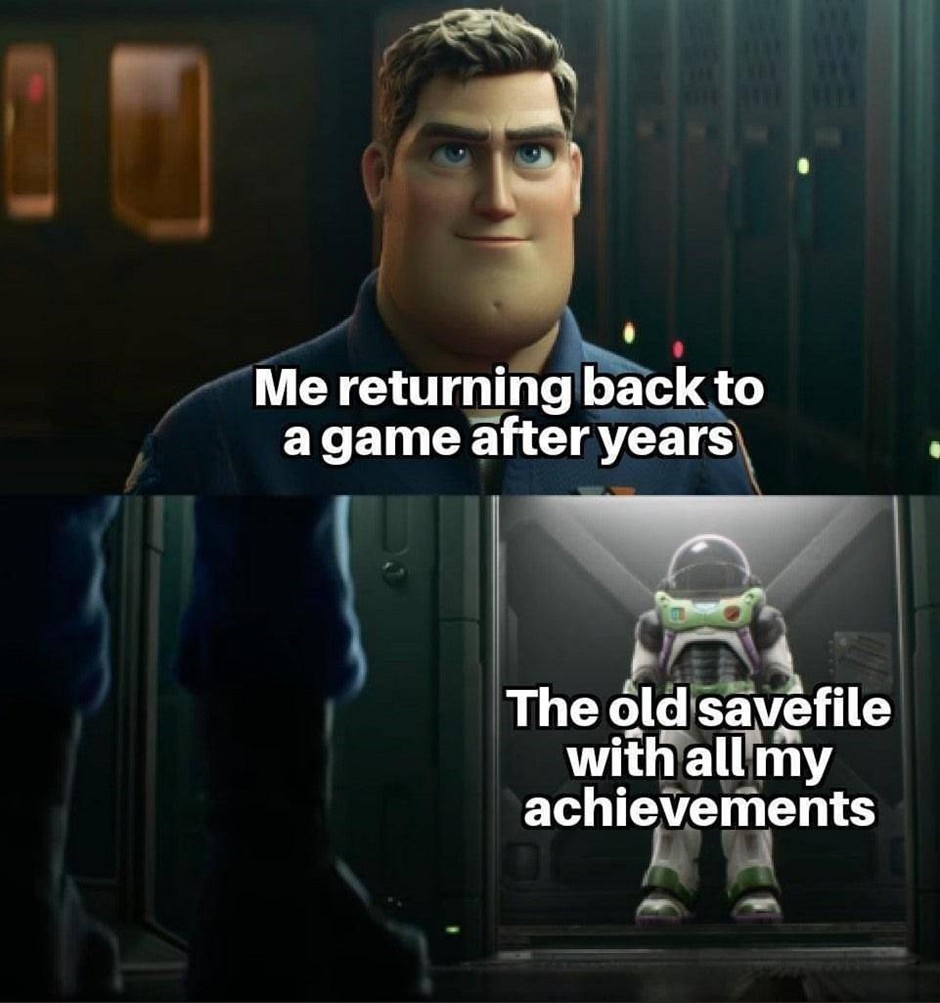 Me returning back to
a game after years
The old savefile
with all my
achievements